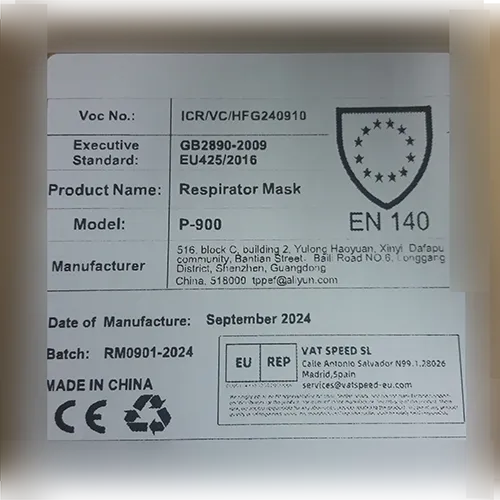 Voc No.: ICR/VC/HFG240910
Executive Standard: GB2890-2009
EU425/2016
Product Name: Respirator Mask
Model: P-900
EN 140
Manufacturer
516, block C, building 2, Yulong Haoyuan, Xinyi Dafapu
community, Bantian Street, Road NO.6, Longgang
District, Shenzhen, Guangdong
China, 518000 tppef@aliyun.com
Date of Manufacture: September 2024
Batch: RM0901-2024
MADE IN CHINA
CE
EU REP
VAT SPEED SL
Calle Antonio Salvador N99.1.28026
Madrid,Spain
services@vatspeed-eu.com